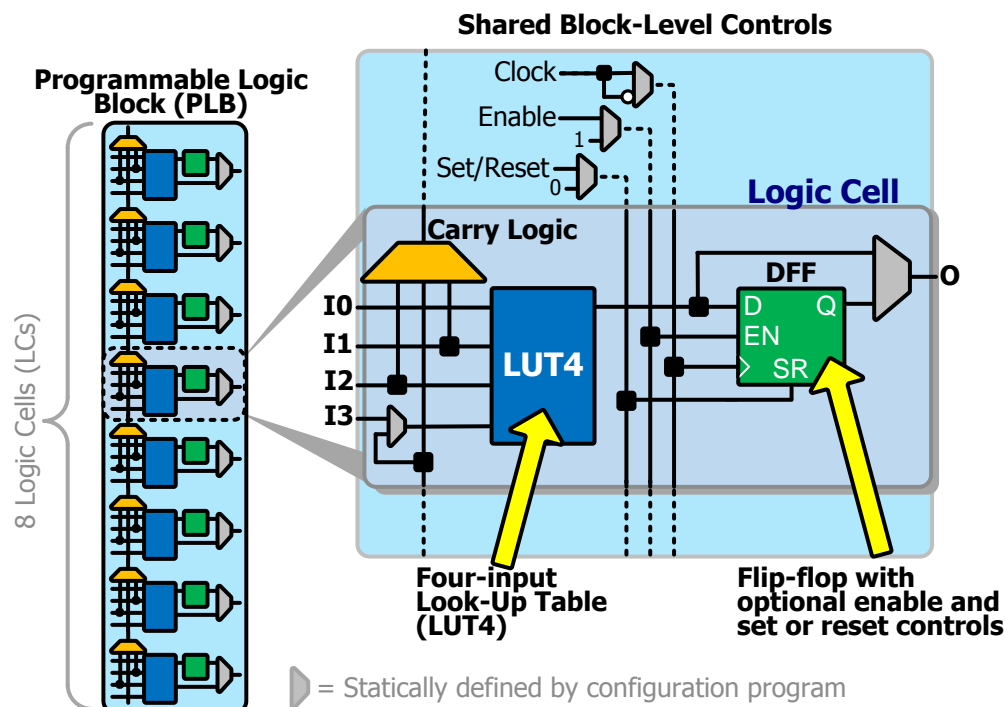 Shared Block-Level Controls
Programmable Logic
Block (PLB)
Clock
Enable
1
Set/Reset
0
Logic Cell
Carry Logic
DFF
O
I0
I1
I2
I3
LUT4
D
Q
EN
SR
8 Logic Cells (LCs)
Four-input
Look-Up Table
(LUT4)
Flip-flop with
optional enable and
set or reset controls
= Statically defined by configuration program